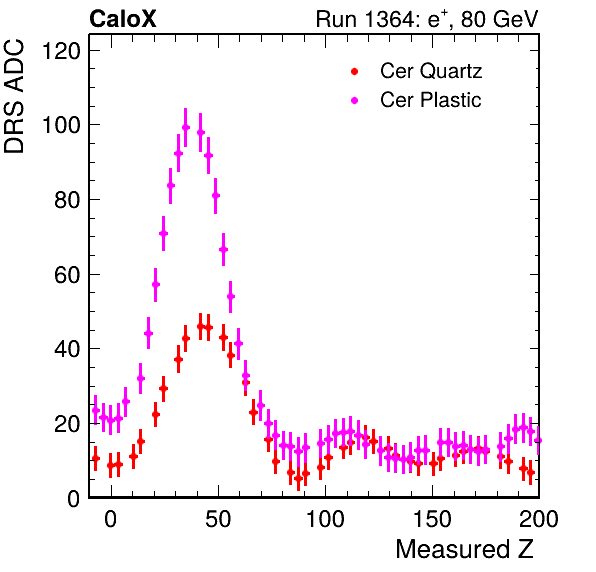 CaloX Run 1364: e⁺, 80 GeV
DRS ADC
Cer Quartz
Cer Plastic
120
100
80
60
40
20
0
0 50 100 150 200
Measured Z